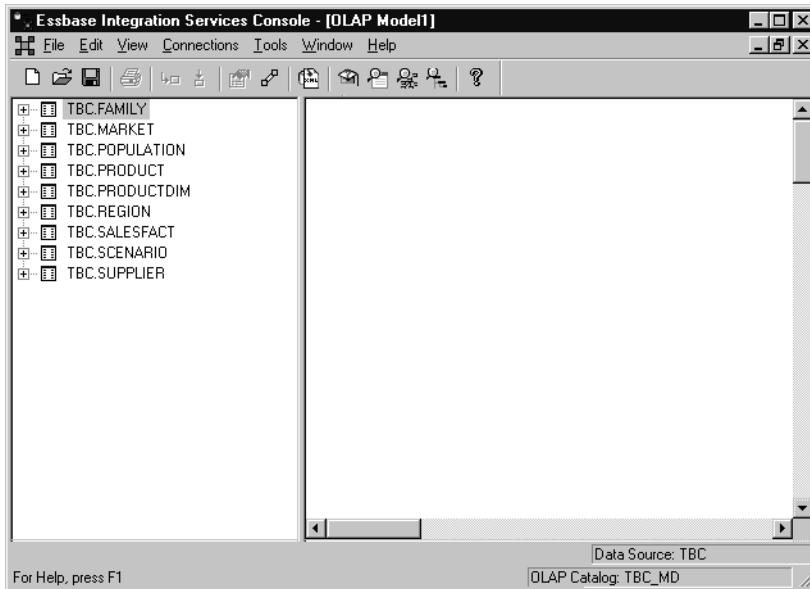 Essbase Integration Services Console - [OLAP Model1]
File Edit View Connections Tools Window Help
XML
TBC.FAMILY
TBC.MARKET
TBC.POPULATION
TBC.PRODUCT
TBC.PRODUCTDIM
TBC.REGION
TBC.SALESFACT
TBC.SCENARIO
TBC.SUPPLIER
Data Source: TBC
For Help, press F1
OLAP Catalog: TBC_MD